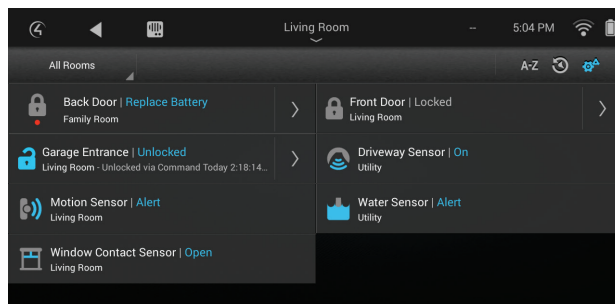 Living Room
--
5:04 PM
All Rooms
A-Z
Back Door | Replace Battery
Family Room
Front Door | Locked
Living Room
Garage Entrance | Unlocked
Living Room - Unlocked via Command Today 2:18:14...
Driveway Sensor | On
Utility
Motion Sensor | Alert
Living Room
Water Sensor | Alert
Utility
Window Contact Sensor | Open
Living Room